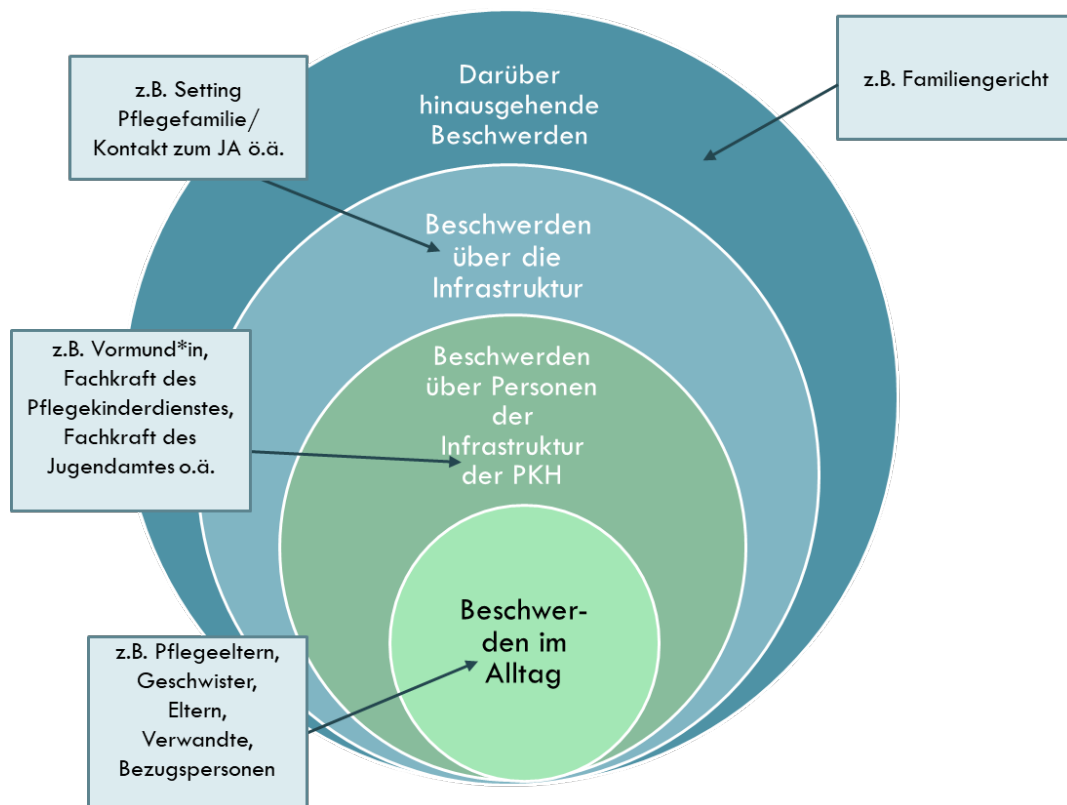 Darüber
hinausgehende
Beschwerden
z.B. Familiengericht
z.B. Setting
Pflegefamilie/
Kontakt zum JA ö.ä.
Beschwerden
über die
Infrastruktur
z.B. Vormund*in,
Fachkraft des
Pflegekinderdienstes,
Fachkraft des
Jugendamtes o.ä.
Beschwerden
über Personen
der
Infrastruktur
der PKH
Beschwer-
den im
Alltag
z.B. Pflegeeltern,
Geschwister,
Eltern,
Verwandte,
Bezugspersonen